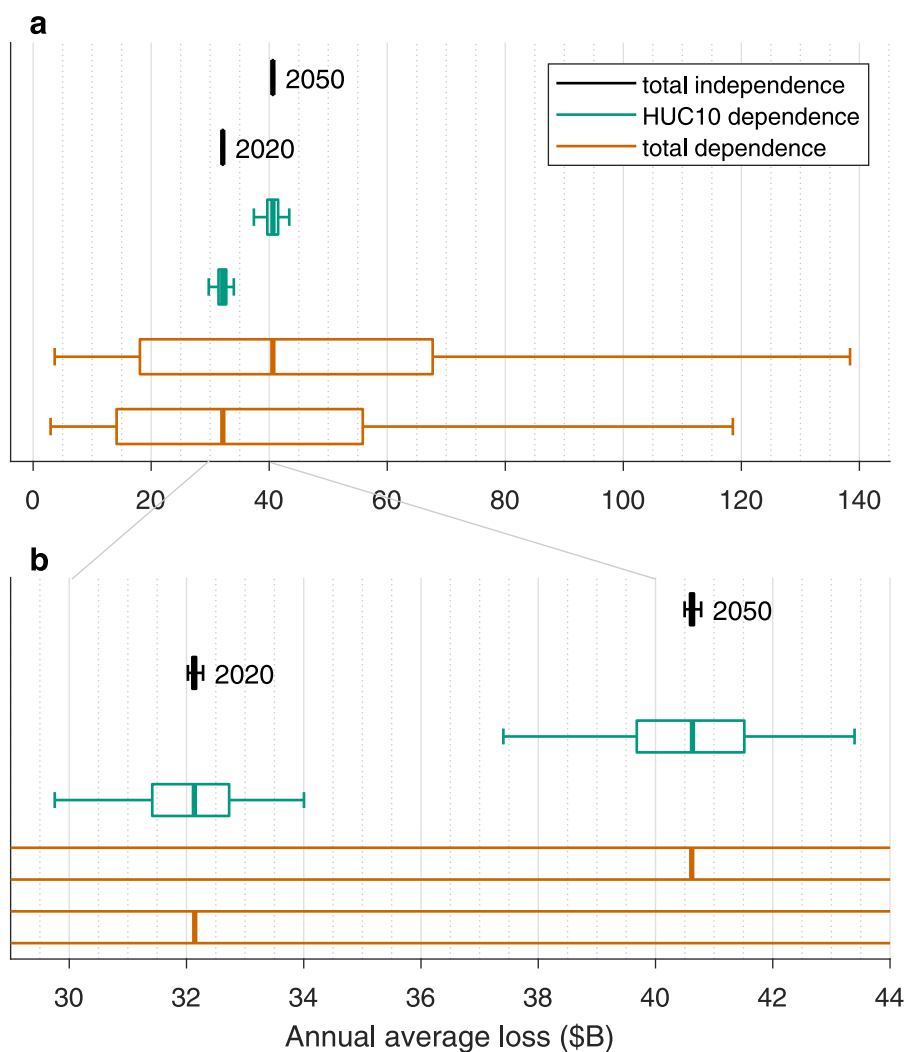 a
2050
2020
total independence
HUC10 dependence
total dependence
0 20 40 60 80 100 120 140
b
2050
2020
30 32 34 36 38 40 42 44
Annual average loss ($B)